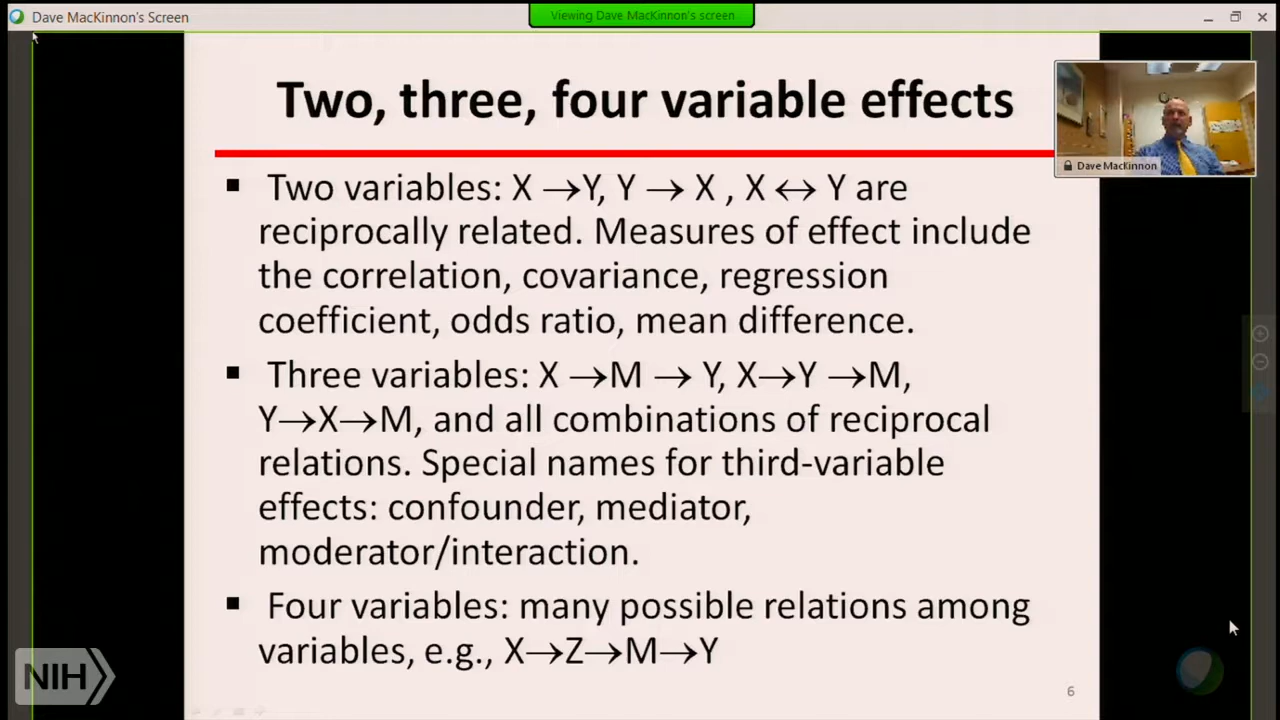 Dave MacKinnon's Screen
Viewing Dave MacKinnon's screen
Two, three, four variable effects
Dave MacKinnon
▪ Two variables: X →Y, Y → X , X ↔ Y are
reciprocally related. Measures of effect include
the correlation, covariance, regression
coefficient, odds ratio, mean difference.
▪ Three variables: X →M → Y, X→Y →M,
Y→X→M, and all combinations of reciprocal
relations. Special names for third-variable
effects: confounder, mediator,
moderator/interaction.
▪ Four variables: many possible relations among
variables, e.g., X→Z→M→Y
NIH
6